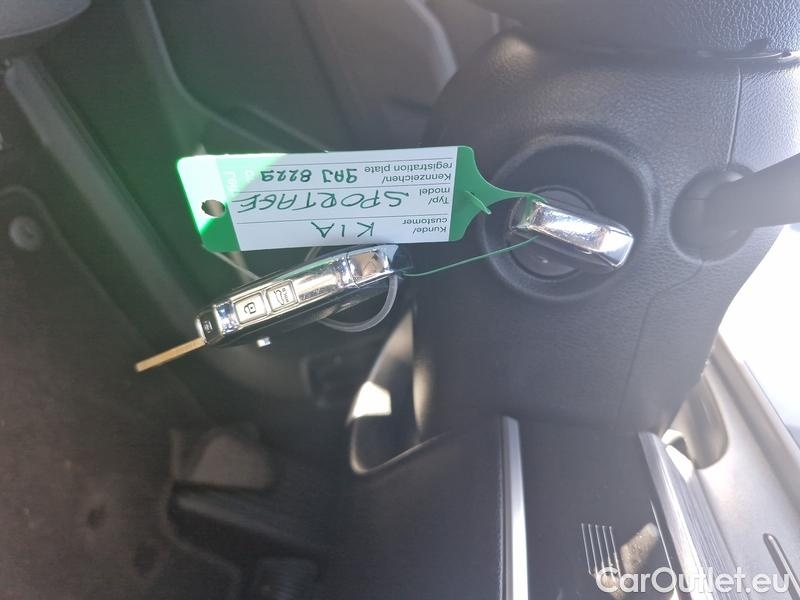 Kunde/
customer
KIA
Typ/
model
SPORTAGE
Kennzeichen/
registration plate
9AJ 8229
CarOutlet.eu